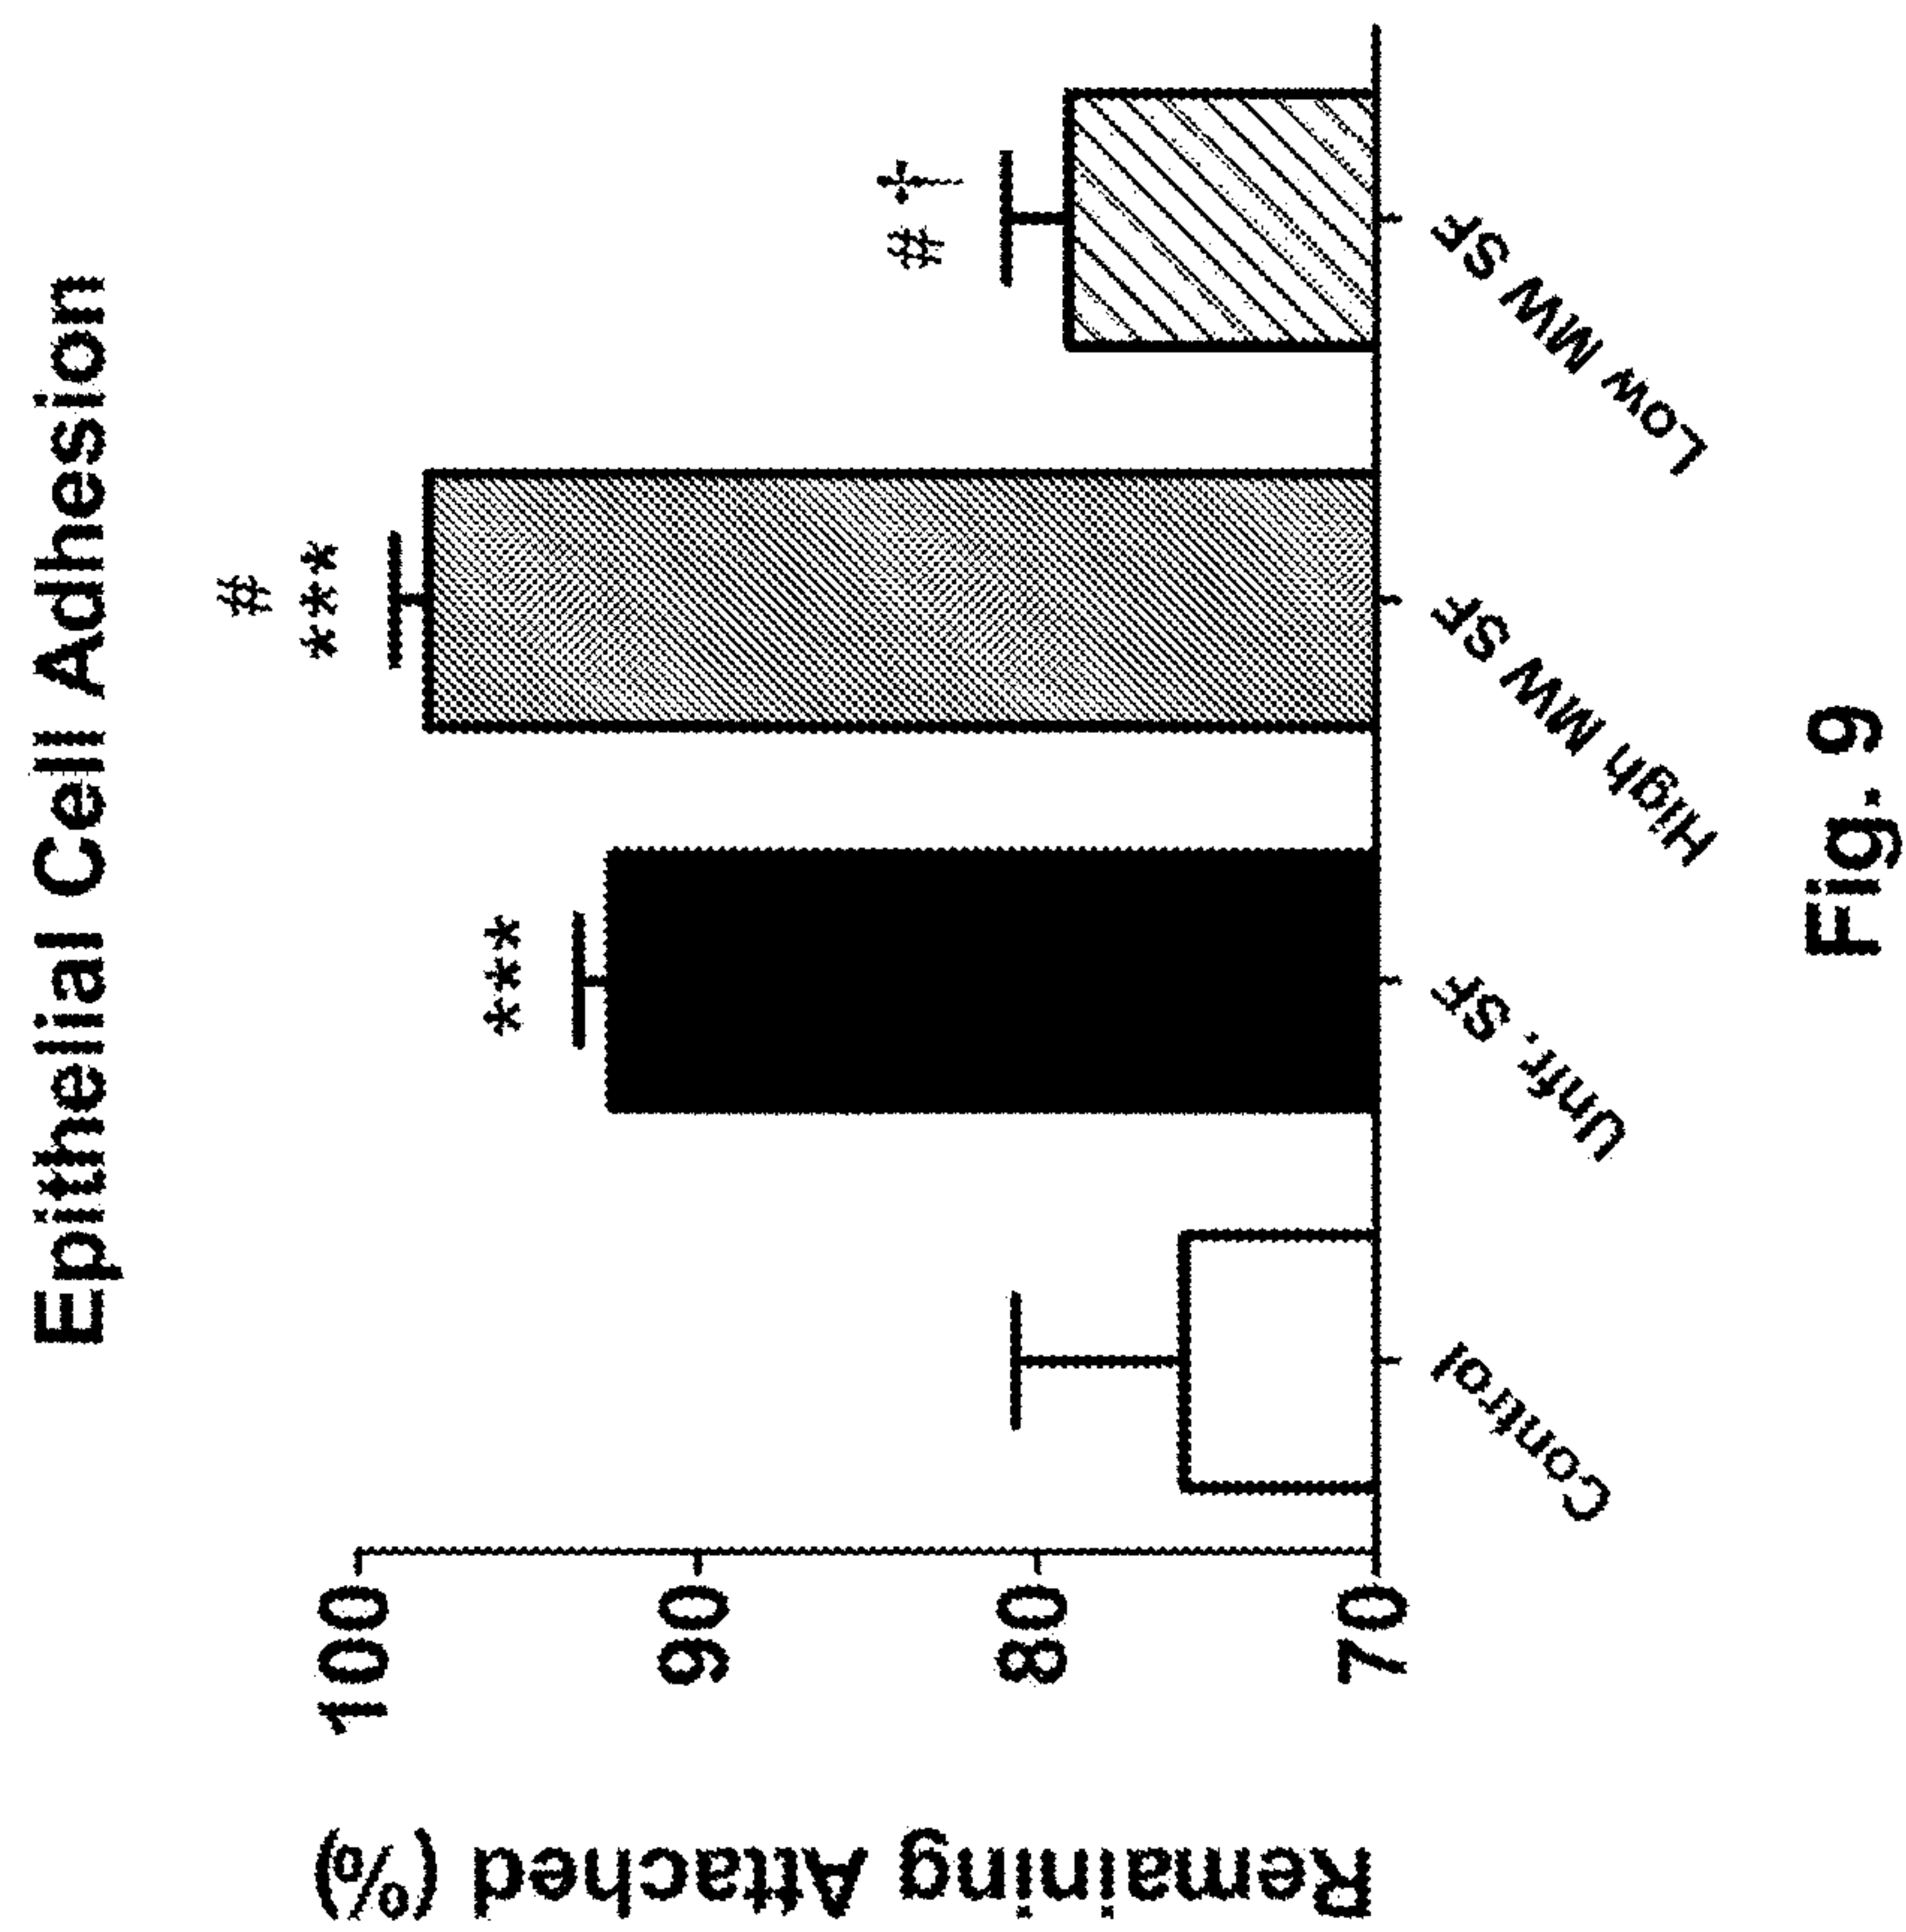 Epithelial Cell Adhesion
Remaining Attached (%)
100
90
80
70
***
#
***
# †
Control
Unfr. SF
High MW SF
Low MW SF
Fig. 9